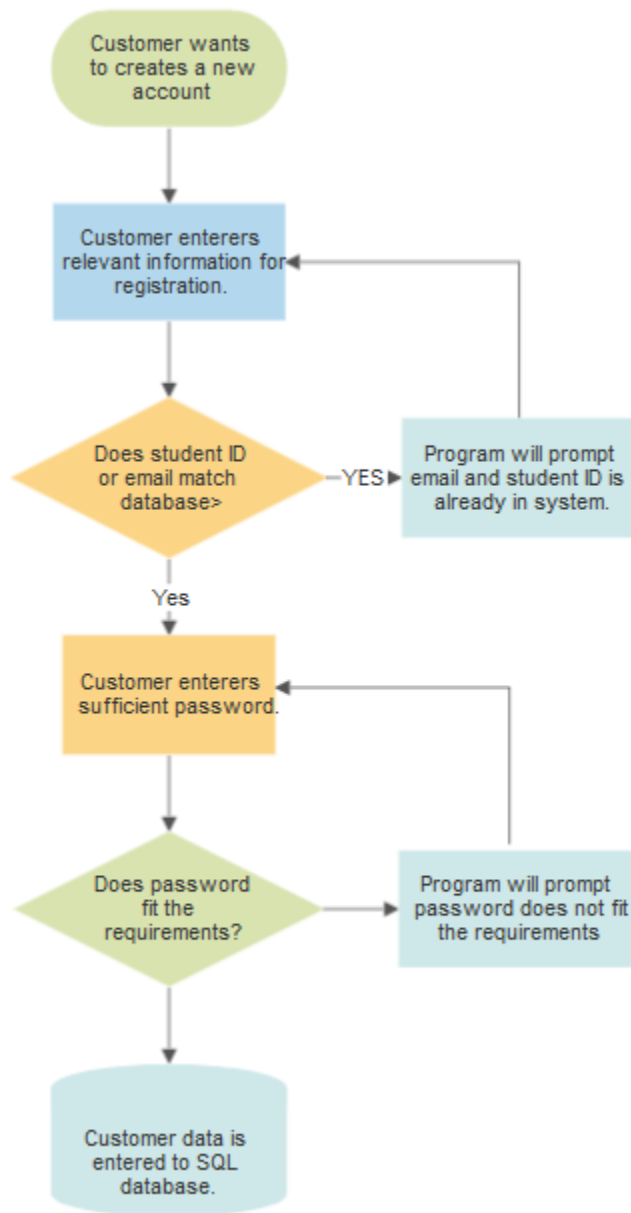 Customer wants
to creates a new
account
Customer enterers
relevant information for
registration.
Does student ID
or email match
database>
YES
Program will prompt
email and student ID is
already in system.
Yes
Customer enterers
sufficient password.
Does password
fit the
requirements?
Program will prompt
password does not fit
the requirements
Customer data is
entered to SQL
database.